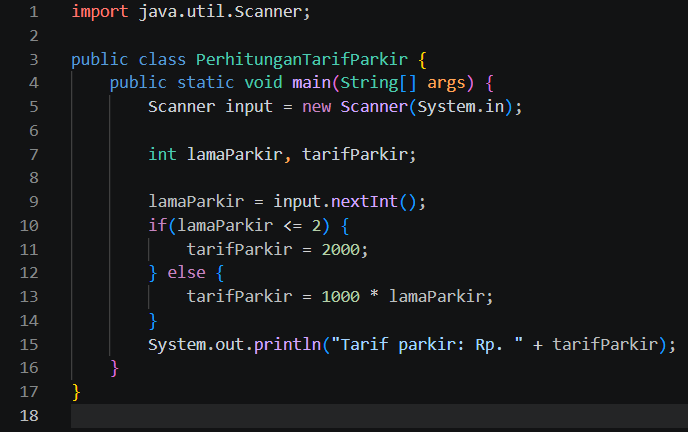 1 import java.util.Scanner;
2
3 public class PerhitunganTarifParkir {
4     public static void main(String[] args) {
5         Scanner input = new Scanner(System.in);
6
7         int lamaParkir, tarifParkir;
8
9         lamaParkir = input.nextInt();
10         if(lamaParkir <= 2) {
11             tarifParkir = 2000;
12         } else {
13             tarifParkir = 1000 * lamaParkir;
14         }
15         System.out.println("Tarif parkir: Rp. " + tarifParkir);
16     }
17 }
18